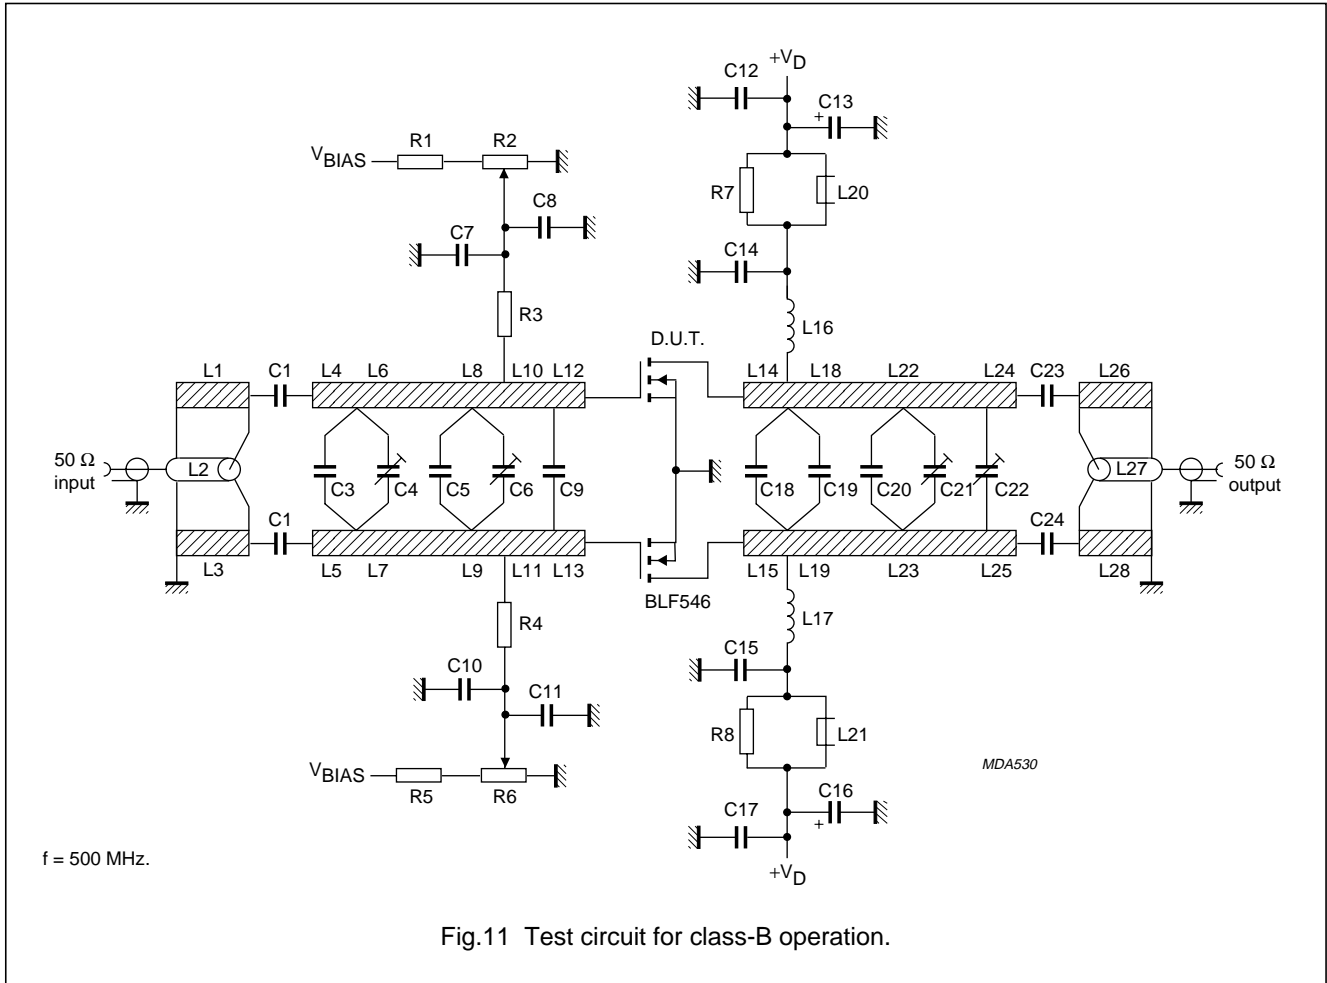 +VD
C12
C13
+
R1
R2
VBIAS
R7
L20
C8
C7
C14
R3
L16
D.U.T.
L1
C1
L4
L6
L8
L10
L12
L14
L18
L22
L24
C23
L26
50 Ω
input
L2
C3
C4
C5
C6
C9
C18
C19
C20
C21
C22
L27
50 Ω
output
C1
C24
L3
L5
L7
L9
L11
L13
L15
L19
L23
L25
L28
BLF546
R4
L17
C15
C10
C11
R8
L21
VBIAS
R5
R6
MDA530
C17
C16
+
+VD
f = 500 MHz.
Fig.11 Test circuit for class-B operation.